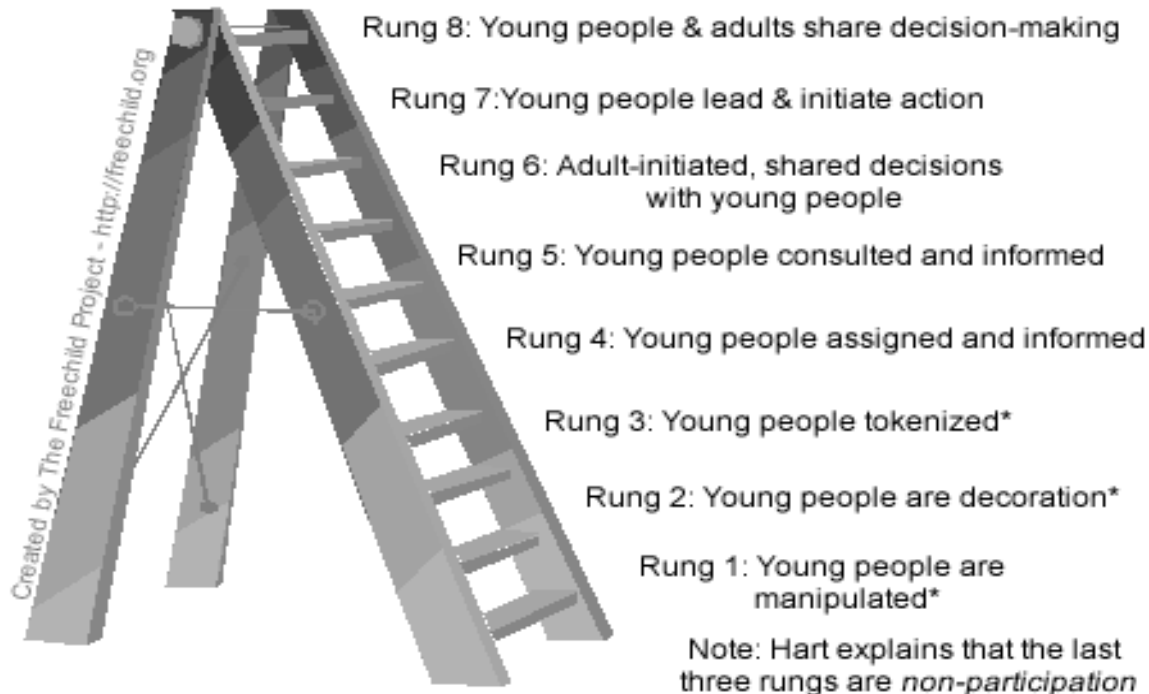 Created by The Freechild Project - http://freechild.org
Rung 8: Young people & adults share decision-making
Rung 7:Young people lead & initiate action
Rung 6: Adult-initiated, shared decisions
with young people
Rung 5: Young people consulted and informed
Rung 4: Young people assigned and informed
Rung 3: Young people tokenized*
Rung 2: Young people are decoration*
Rung 1: Young people are
manipulated*
Note: Hart explains that the last
three rungs are non-participation